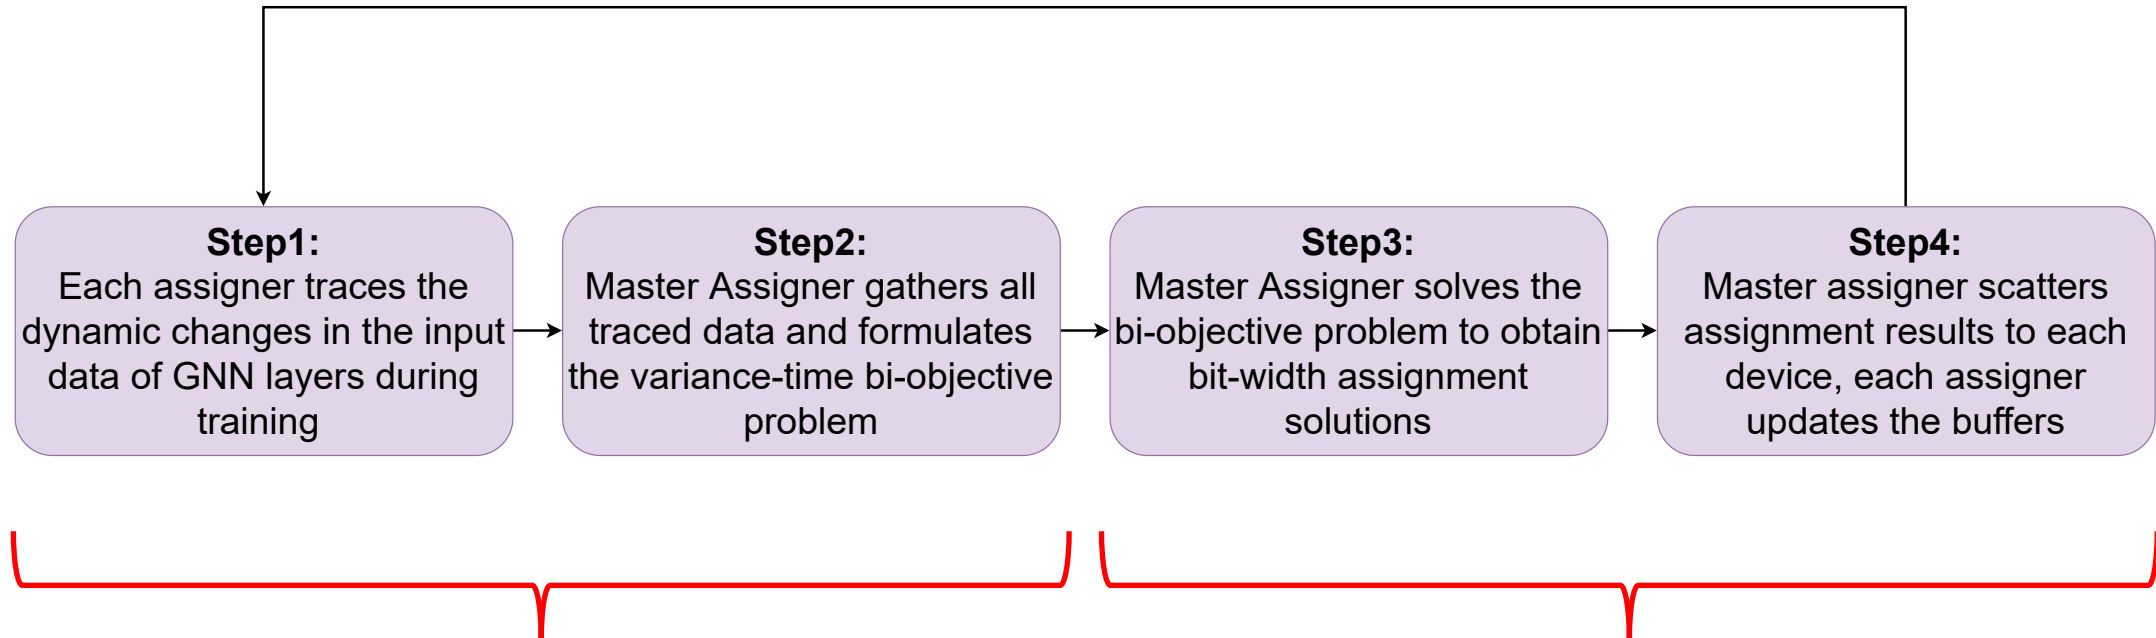 Step1:
Each assigner traces the
dynamic changes in the input
data of GNN layers during
training
Step2:
Master Assigner gathers all
traced data and formulates
the variance-time bi-objective
problem
Step3:
Master Assigner solves the
bi-objective problem to obtain
bit-width assignment
solutions
Step4:
Master assigner scatters
assignment results to each
device, each assigner
updates the buffers